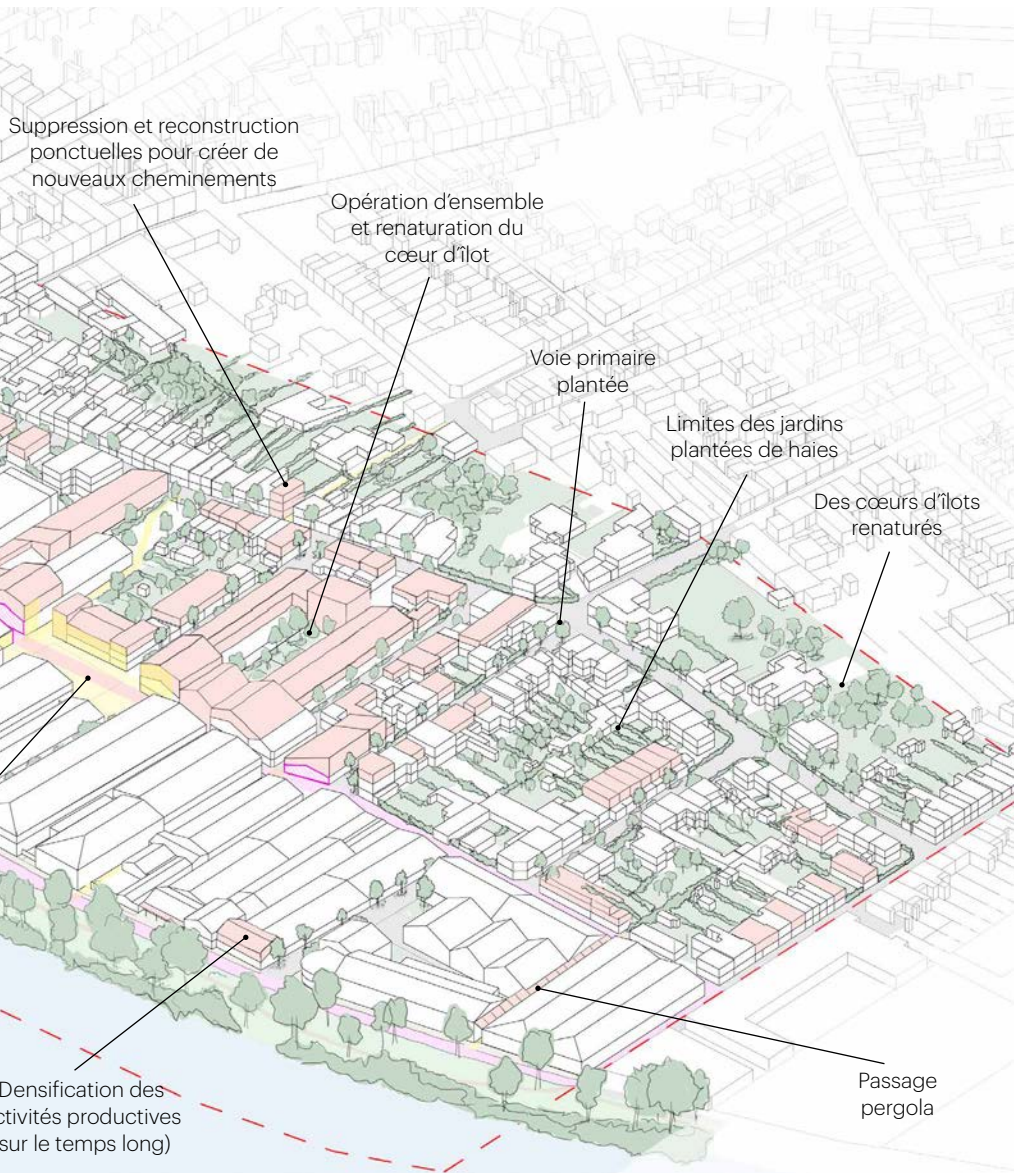 Suppression et reconstruction
ponctuelles pour créer de
nouveaux cheminements
Opération d'ensemble
et renaturation du
cœur d'îlot
Voie primaire
plantée
Limites des jardins
plantées de haies
Des cœurs d'îlots
renaturés
Densification des
ctivités productives
sur le temps long)
Passage
pergola